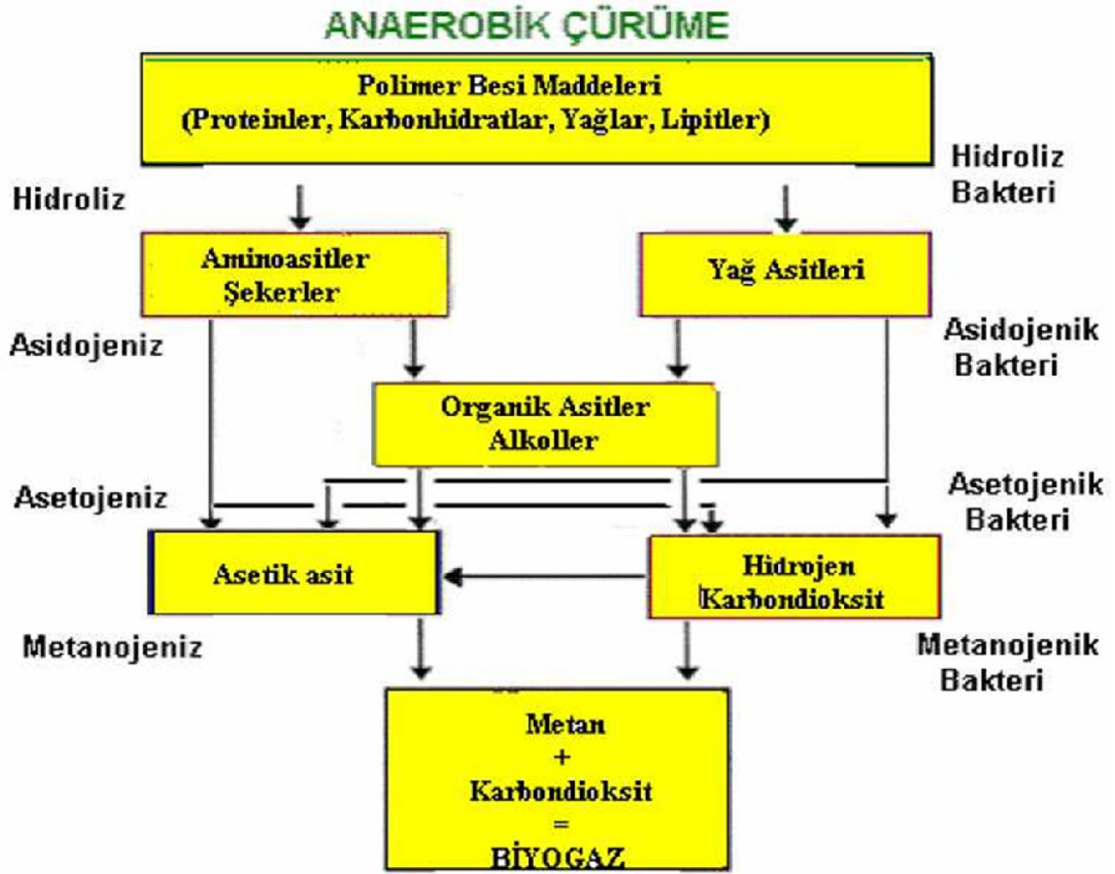 ANAEROBİK ÇÜRÜME
Polimer Besi Maddeleri
(Proteinler, Karbonhidratlar, Yağlar, Lipitler)
Hidroliz
Hidroliz
Bakteri
Aminoasitler
Şekerler
Yağ Asitleri
Asidojeniz
Asidojenik
Bakteri
Organik Asitler
Alkoller
Asetojeniz
Asetojenik
Bakteri
Asetik asit
Hidrojen
Karbondioksit
Metanojeniz
Metanojenik
Bakteri
Metan
+
Karbondioksit
=
BİYOGAZ